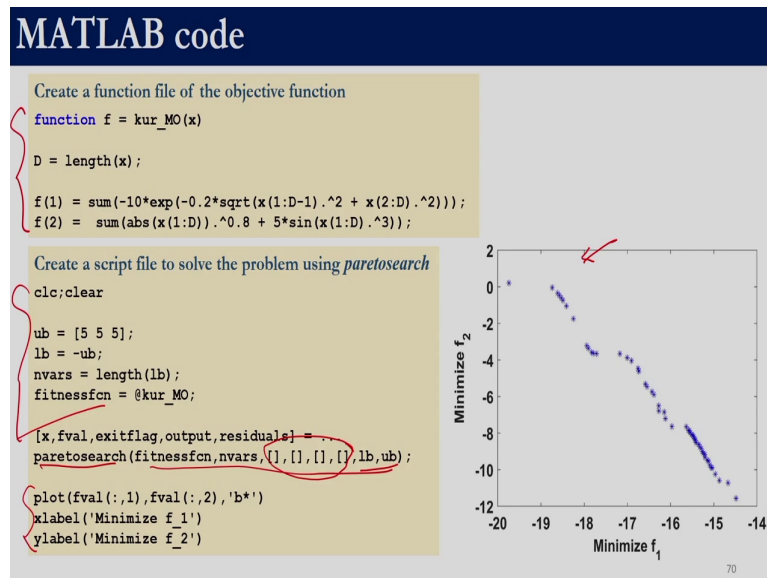 MATLAB code
Create a function file of the objective function
function f = kur_MO(x)
D = length(x);
f(1) = sum(-10*exp(-0.2*sqrt(x(1:D-1).^2 + x(2:D).^2)));
f(2) =  sum(abs(x(1:D)).^0.8 + 5*sin(x(1:D).^3));
Create a script file to solve the problem using paretosearch
clc;clear
ub = [5 5 5];
lb = -ub;
nvars = length(lb);
fitnessfcn = @kur_MO;
[x,fval,exitflag,output,residuals] = ...
paretosearch(fitnessfcn,nvars,[],[],[],[],lb,ub);
plot(fval(:,1),fval(:,2),'b*')
xlabel('Minimize f_1')
ylabel('Minimize f_2')
2
0
-2
-4
-6
-8
-10
-12
Minimize f2
-20 -19 -18 -17 -16 -15 -14
Minimize f1
70